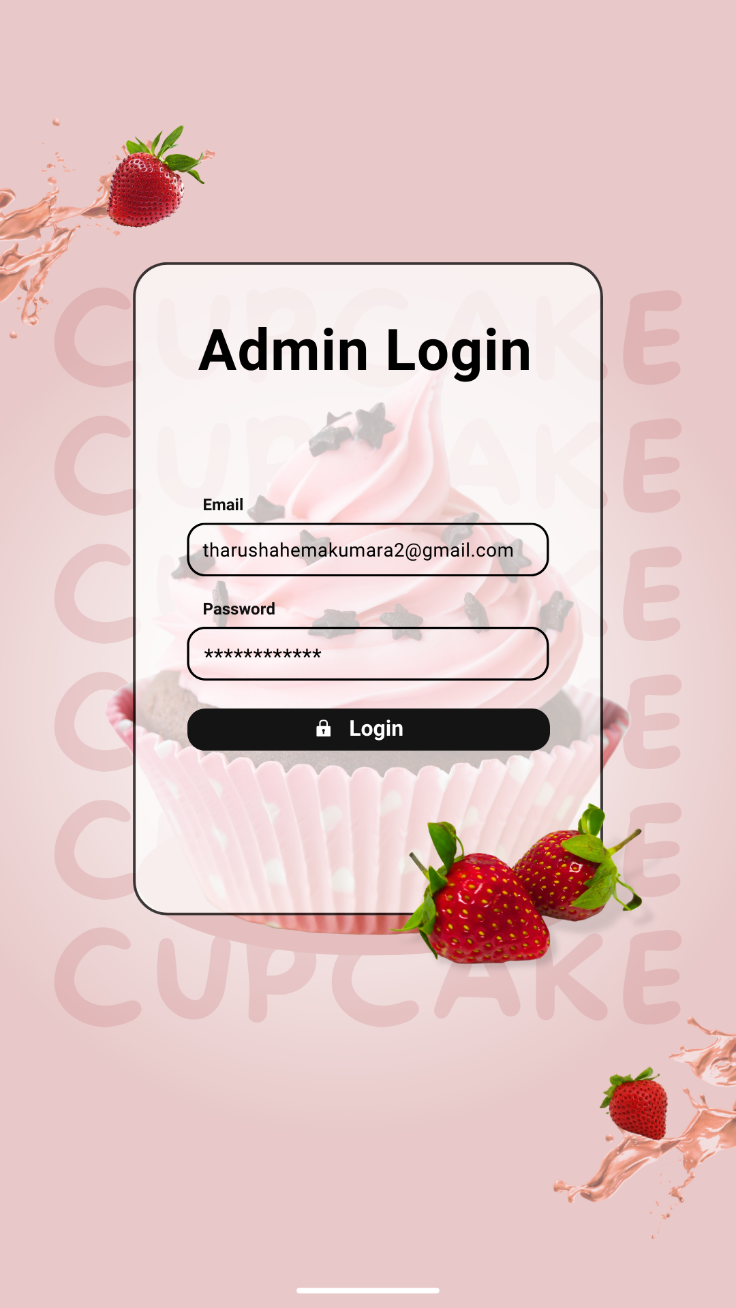 CUPCAKE
Admin Login
CUPCAKE
Email
tharushahemakumara2@gmail.com
CUPCAKE
Password
************
CUPCAKE
Login
CUPCAKE
CUPCAKE